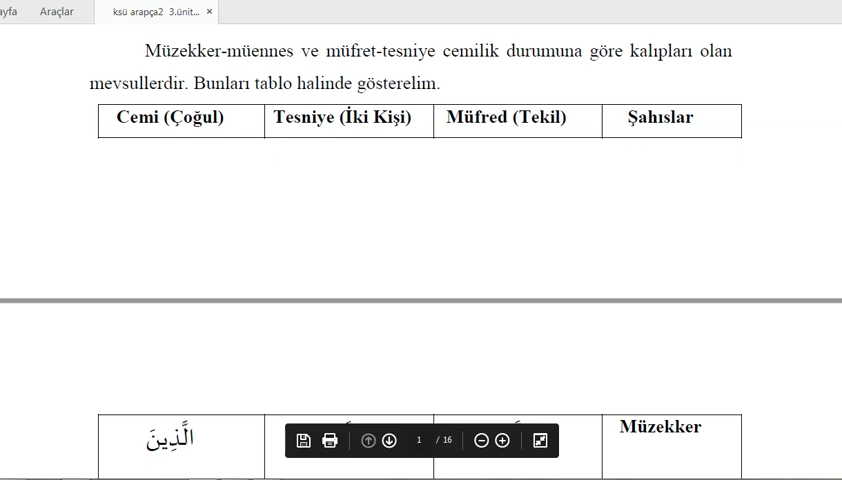 ayfa Araçlar ksü arapça2 3.ünit... ×
Müzekker-müennes ve müfret-tesniye cemilik durumuna göre kalıpları olan
mevsullerdir. Bunları tablo halinde gösterelim.
Cemi (Çoğul) Tesniye (İki Kişi) Müfred (Tekil) Şahıslar
الَّذِينَ Müzekker
1 / 16